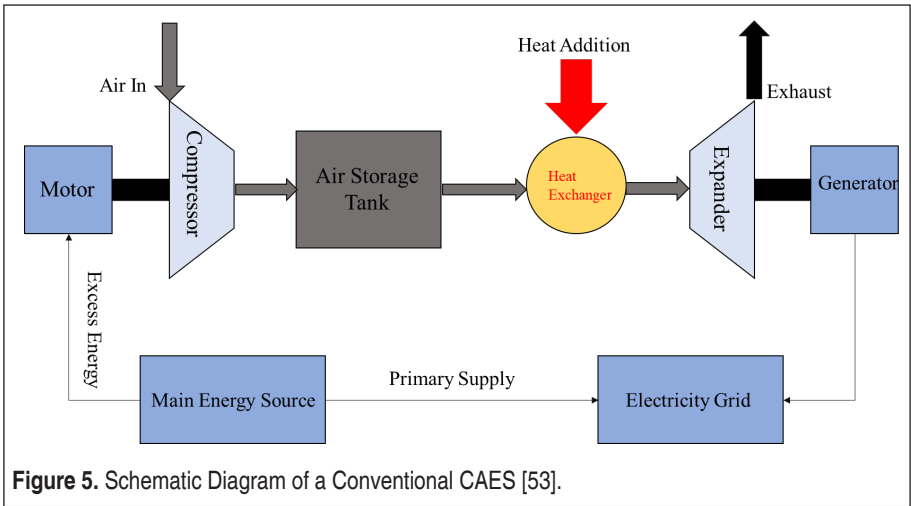 Heat Addition
Air In
Exhaust
Motor
Compressor
Air Storage
Tank
Heat
Exchanger
Expander
Generator
Excess Energy
Main Energy Source
Primary Supply
Electricity Grid
Figure 5. Schematic Diagram of a Conventional CAES [53].